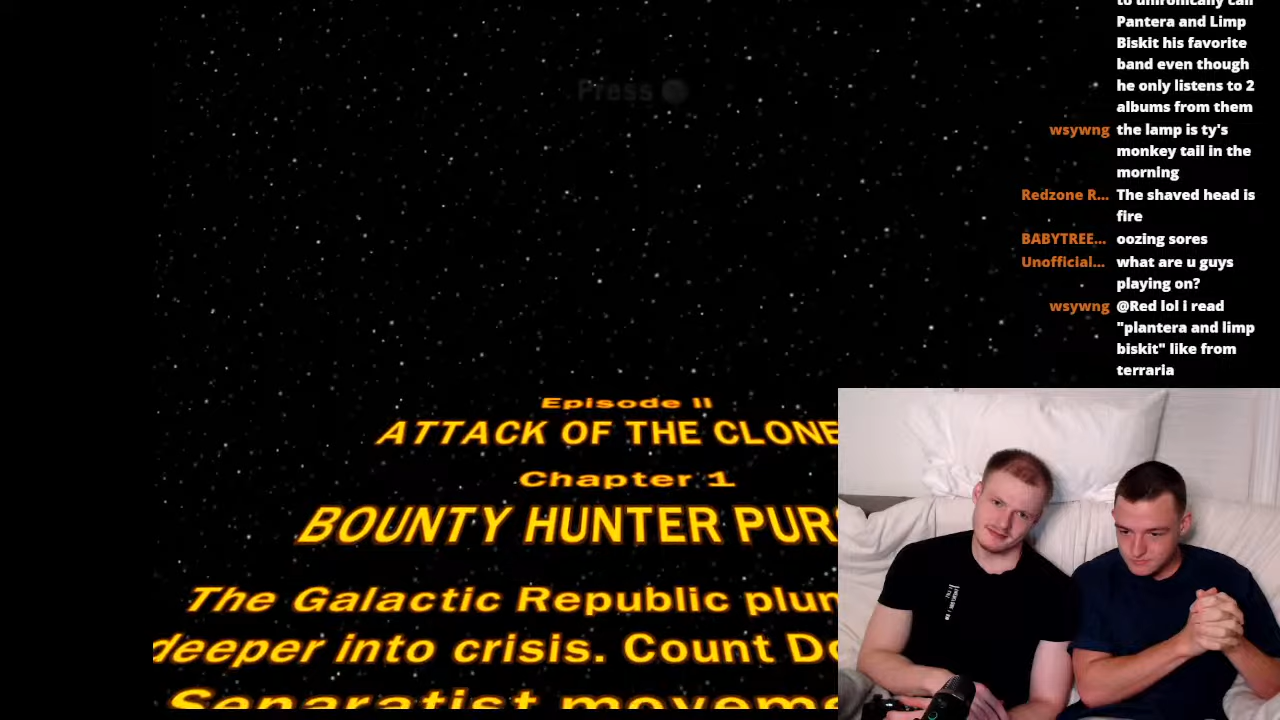 to unironically call
Pantera and Limp
Biskit his favorite
band even though
he only listens to 2
albums from them
wsywng the lamp is ty's
monkey tail in the
morning
Redzone R... The shaved head is
fire
BABYTREE... oozing sores
Unofficial... what are u guys
playing on?
wsywng @Red lol i read
"plantera and limp
biskit" like from
terraria
Press
Episode II
ATTACK OF THE CLONE
Chapter 1
BOUNTY HUNTER PURS
The Galactic Republic plun
deeper into crisis. Count Do
Separatist moveme